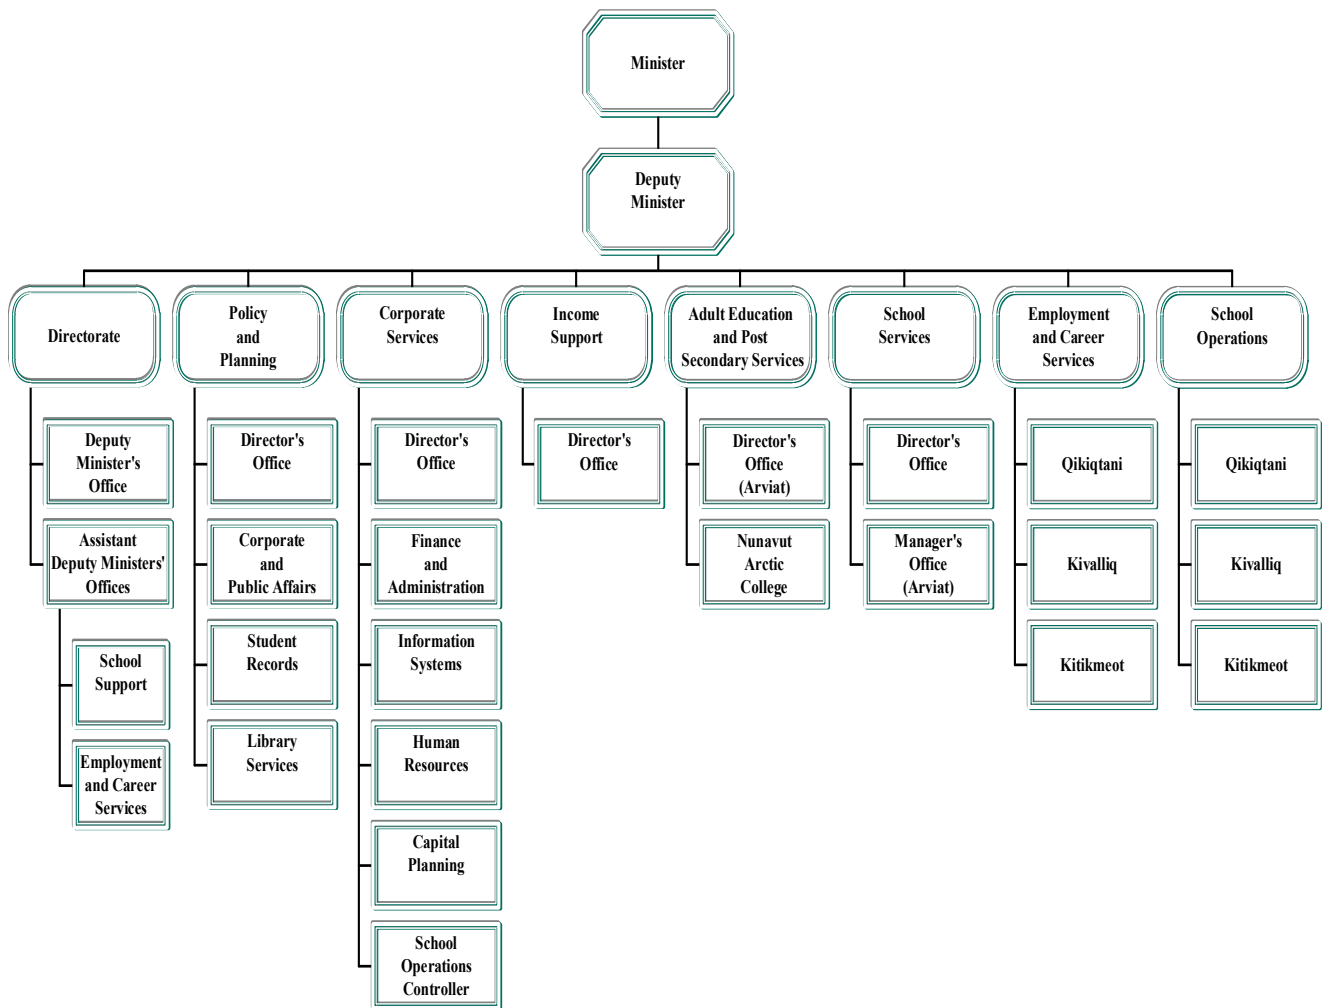 Minister
Deputy
Minister
Directorate
Policy
and
Planning
Corporate
Services
Income
Support
Adult Education
and Post
Secondary Services
School
Services
Employment
and Career
Services
School
Operations
Deputy
Minister's
Office
Assistant
Deputy Ministers'
Offices
School
Support
Employment
and Career
Services
Director's
Office
Corporate
and
Public Affairs
Student
Records
Library
Services
Director's
Office
Finance
and
Administration
Information
Systems
Human
Resources
Capital
Planning
School
Operations
Controller
Director's
Office
Director's
Office
(Arviat)
Nunavut
Arctic
College
Director's
Office
Manager's
Office
(Arviat)
Qikiqtani
Kivalliq
Kitikmeot
Qikiqtani
Kivalliq
Kitikmeot